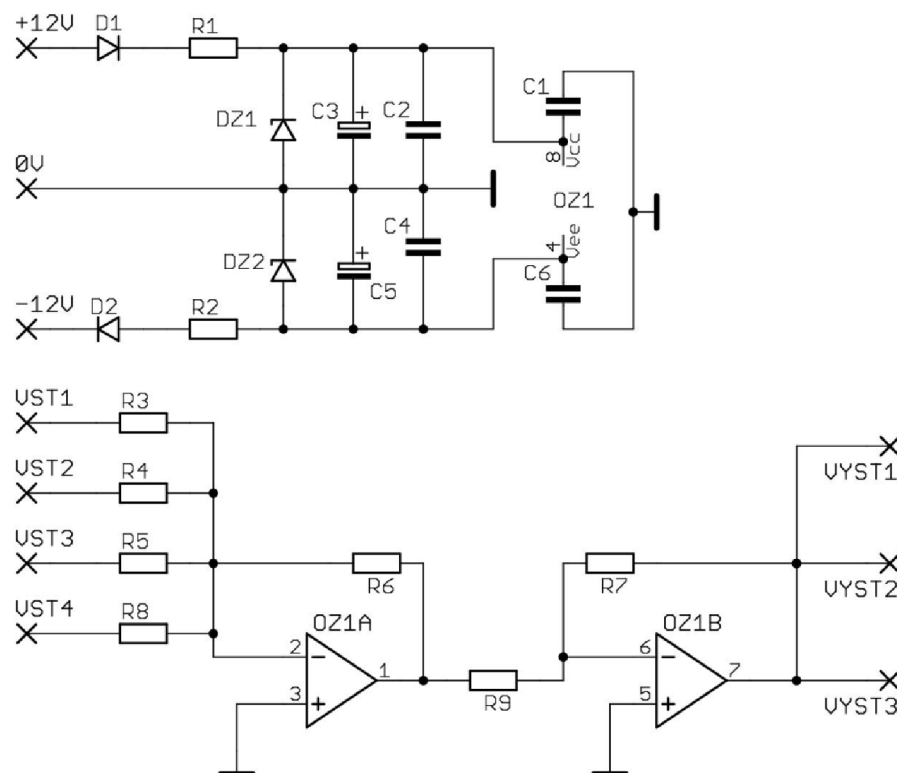 +12V D1 R1
C1
DZ1 C3 + C2
8 Vcc
0V
OZ1
C4
4 Vee
DZ2 + C6
C5
-12V D2 R2
VST1 R3
VYST1
VST2 R4
VST3 R5
R6 R7 VYST2
VST4 R8 OZ1A OZ1B
2 − 6 −
1 7
3 + R9 5 + VYST3